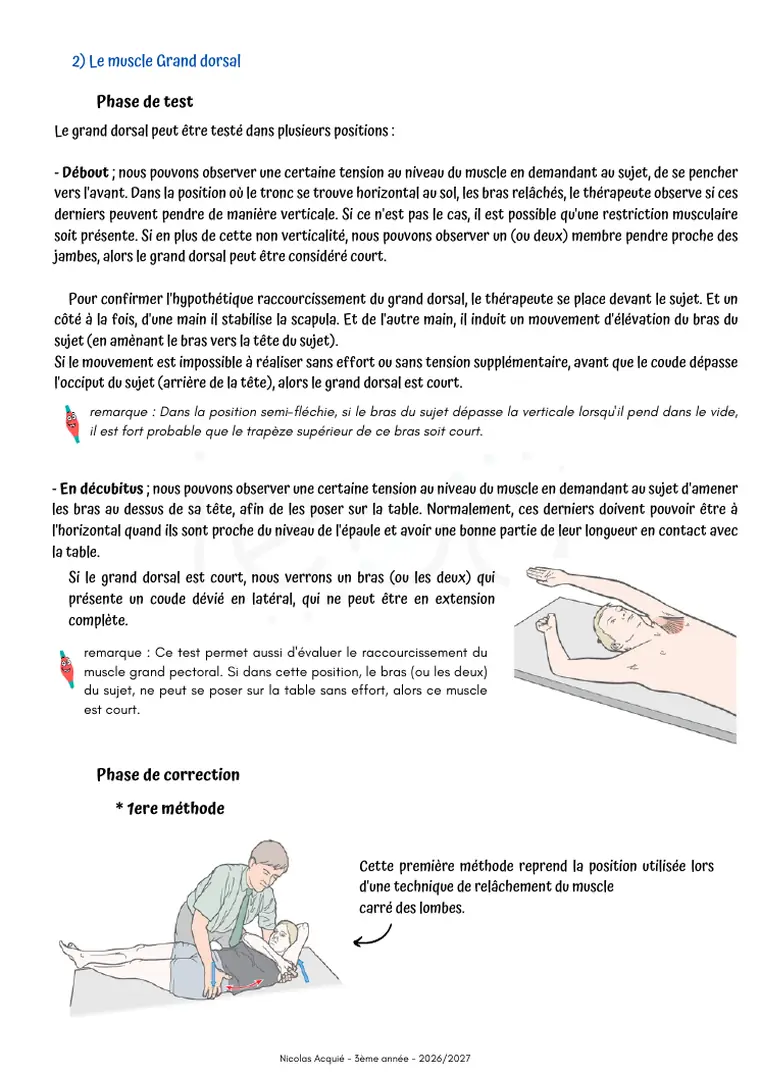 2) Le muscle Grand dorsal
Phase de test
Le grand dorsal peut être testé dans plusieurs positions :
- Débout ; nous pouvons observer une certaine tension au niveau du muscle en demandant au sujet, de se pencher
vers l'avant. Dans la position où le tronc se trouve horizontal au sol, les bras relâchés, le thérapeute observe si ces
derniers peuvent pendre de manière verticale. Si ce n'est pas le cas, il est possible qu'une restriction musculaire
soit présente. Si en plus de cette non verticalité, nous pouvons observer un (ou deux) membre pendre proche des
jambes, alors le grand dorsal peut être considéré court.
Pour confirmer l'hypothétique raccourcissement du grand dorsal, le thérapeute se place devant le sujet. Et un
côté à la fois, d'une main il stabilise la scapula. Et de l'autre main, il induit un mouvement d'élévation du bras du
sujet (en amènant le bras vers la tête du sujet).
Si le mouvement est impossible à réaliser sans effort ou sans tension supplémentaire, avant que le coude dépasse
l'occiput du sujet (arrière de la tête), alors le grand dorsal est court.
remarque : Dans la position semi-fléchie, si le bras du sujet dépasse la verticale lorsqu'il pend dans le vide,
il est fort probable que le trapèze supérieur de ce bras soit court.
- En décubitus ; nous pouvons observer une certaine tension au niveau du muscle en demandant au sujet d'amener
les bras au dessus de sa tête, afin de les poser sur la table. Normalement, ces derniers doivent pouvoir être à
l'horizontal quand ils sont proche du niveau de l'épaule et avoir une bonne partie de leur longueur en contact avec
la table.
Si le grand dorsal est court, nous verrons un bras (ou les deux) qui
présente un coude dévié en latéral, qui ne peut être en extension
complète.
remarque : Ce test permet aussi d'évaluer le raccourcissement du
muscle grand pectoral. Si dans cette position, le bras (ou les deux)
du sujet, ne peut se poser sur la table sans effort, alors ce muscle
est court.
Phase de correction
* 1ere méthode
Cette première méthode reprend la position utilisée lors
d'une technique de relâchement du muscle
carré des lombes.
Nicolas Acquié - 3ème année - 2026/2027